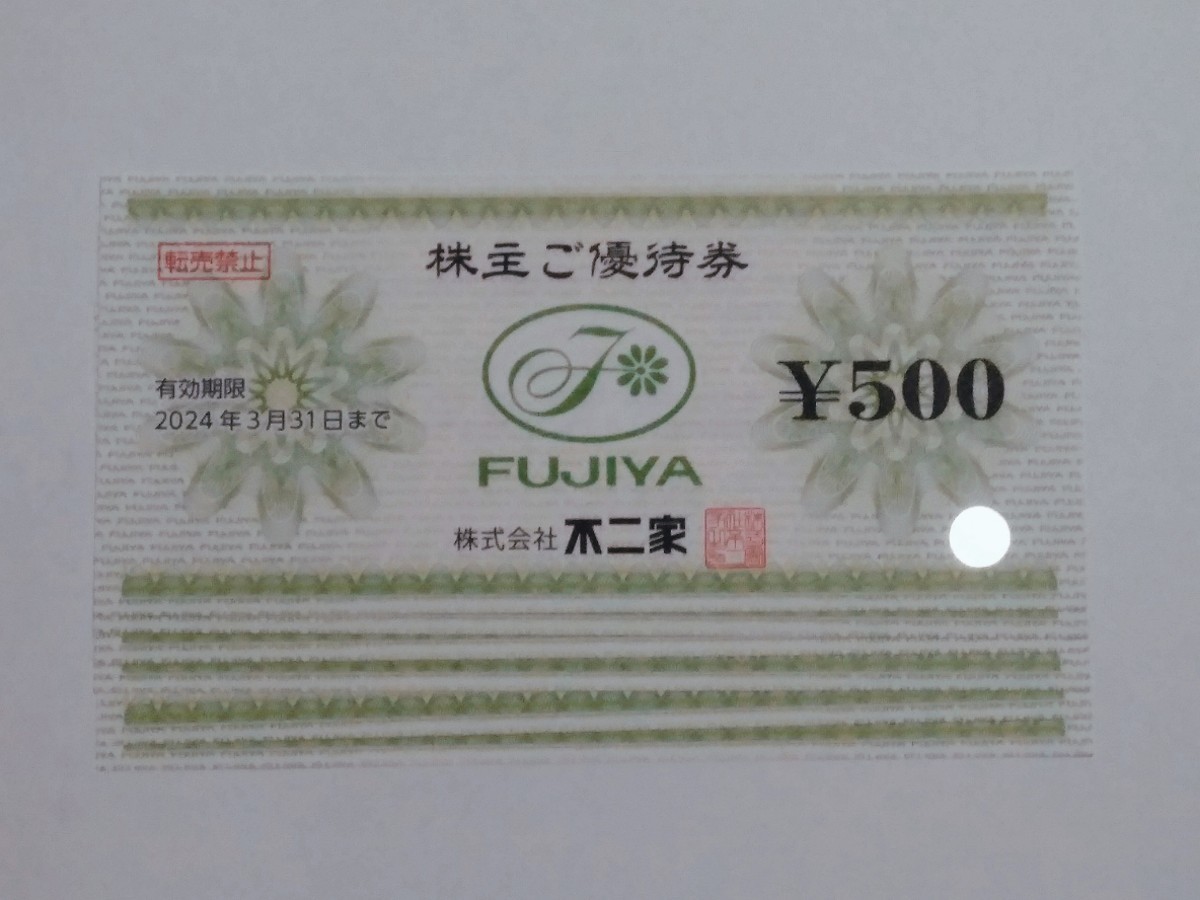 株主ご優待券
転売禁止
有効期限
2024年3月31日まで
¥500
FUJIYA
株式会社 不二家